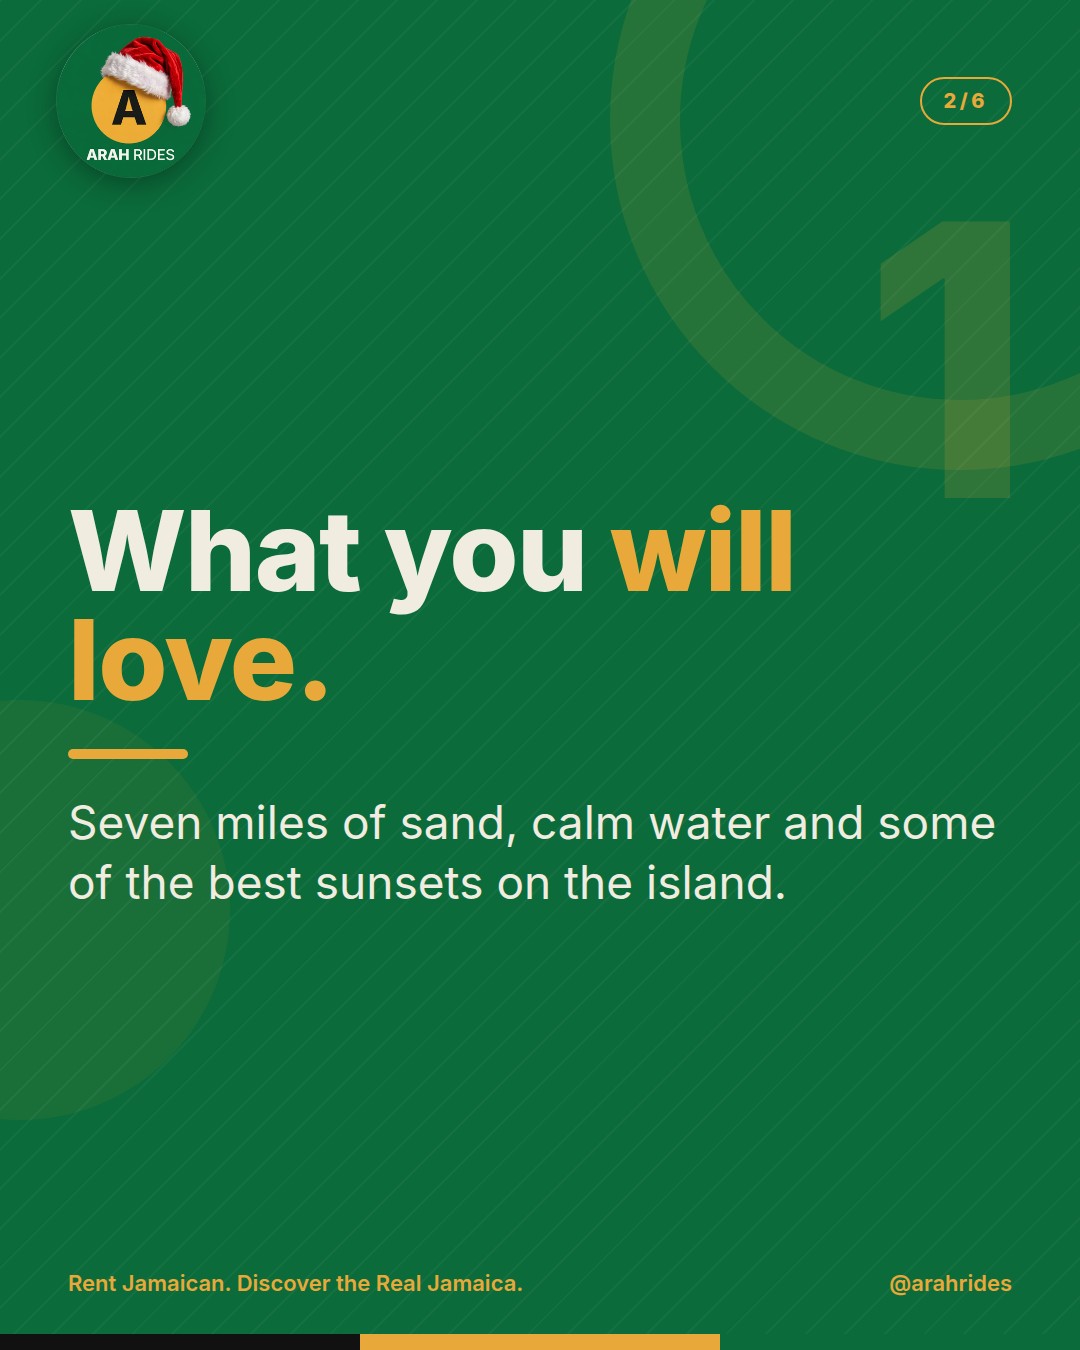 A
ARAH RIDES
2/6
1
What you will
love.
Seven miles of sand, calm water and some
of the best sunsets on the island.
Rent Jamaican. Discover the Real Jamaica.
@arahrides